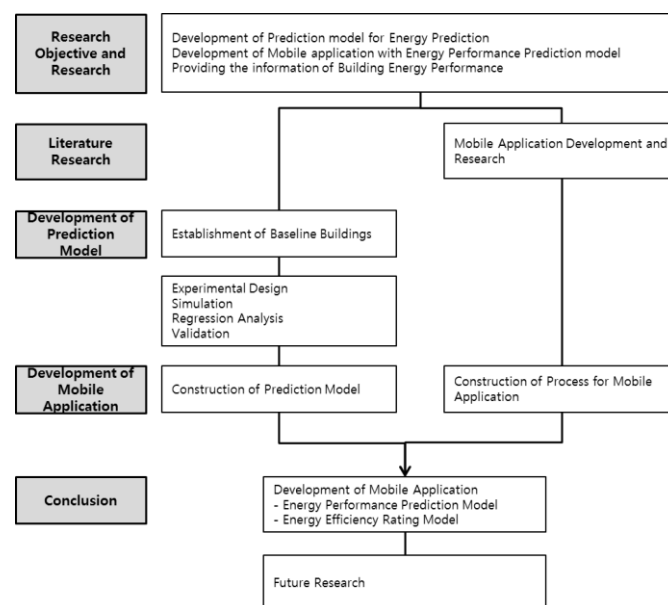 Research
Objective and
Research
Development of Prediction model for Energy Prediction
Development of Mobile application with Energy Performance Prediction model
Providing the information of Building Energy Performance
Literature
Research
Mobile Application Development and
Research
Development of
Prediction
Model
Establishment of Baseline Buildings
Experimental Design
Simulation
Regression Analysis
Validation
Development of
Mobile
Application
Construction of Prediction Model
Construction of Process for Mobile
Application
Conclusion
Development of Mobile Application
- Energy Performance Prediction Model
- Energy Efficiency Rating Model
Future Research